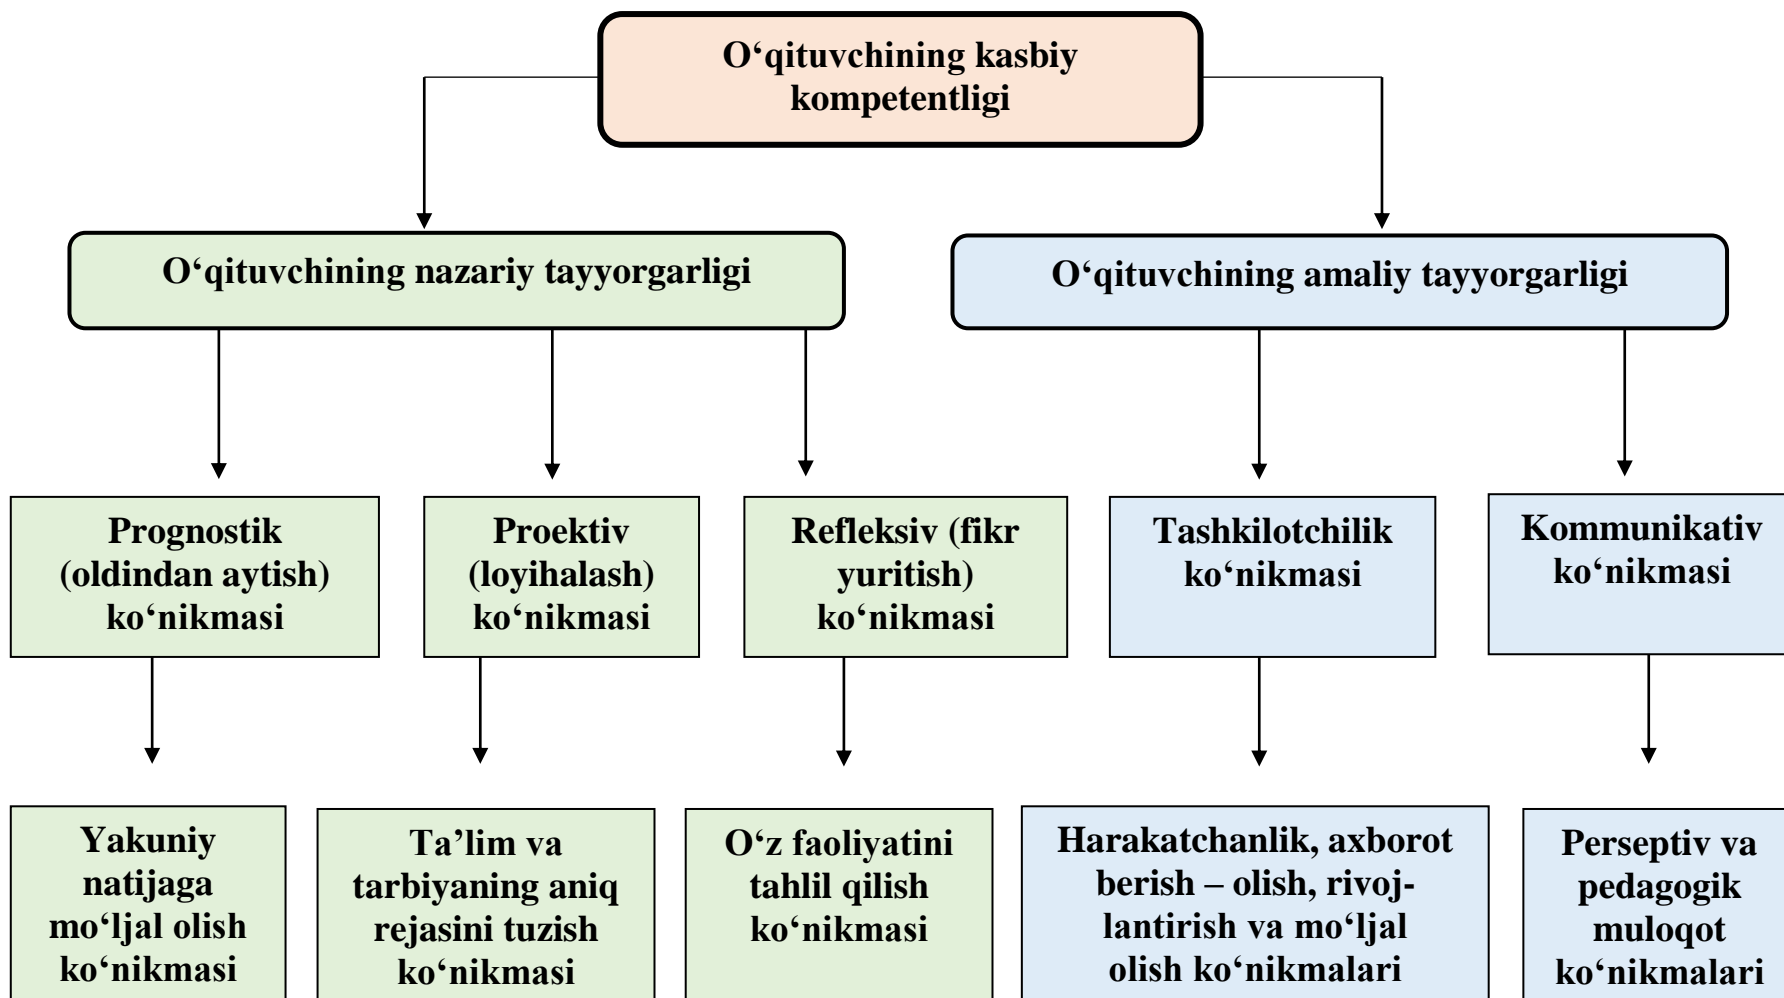 O‘qituvchining kasbiy
kompetentligi
O‘qituvchining nazariy tayyorgarligi
O‘qituvchining amaliy tayyorgarligi
Prognostik
(oldindan aytish)
ko‘nikmasi
Proektiv
(loyihalash)
ko‘nikmasi
Refleksiv (fikr
yuritish)
ko‘nikmasi
Tashkilotchilik
ko‘nikmasi
Kommunikativ
ko‘nikmasi
Yakuniy
natijaga
mo‘ljal olish
ko‘nikmasi
Ta’lim va
tarbiyaning aniq
rejasini tuzish
ko‘nikmasi
O‘z faoliyatini
tahlil qilish
ko‘nikmasi
Harakatchanlik, axborot
berish – olish, rivoj-
lantirish va mo‘ljal
olish ko‘nikmalari
Perseptiv va
pedagogik
muloqot
ko‘nikmalari